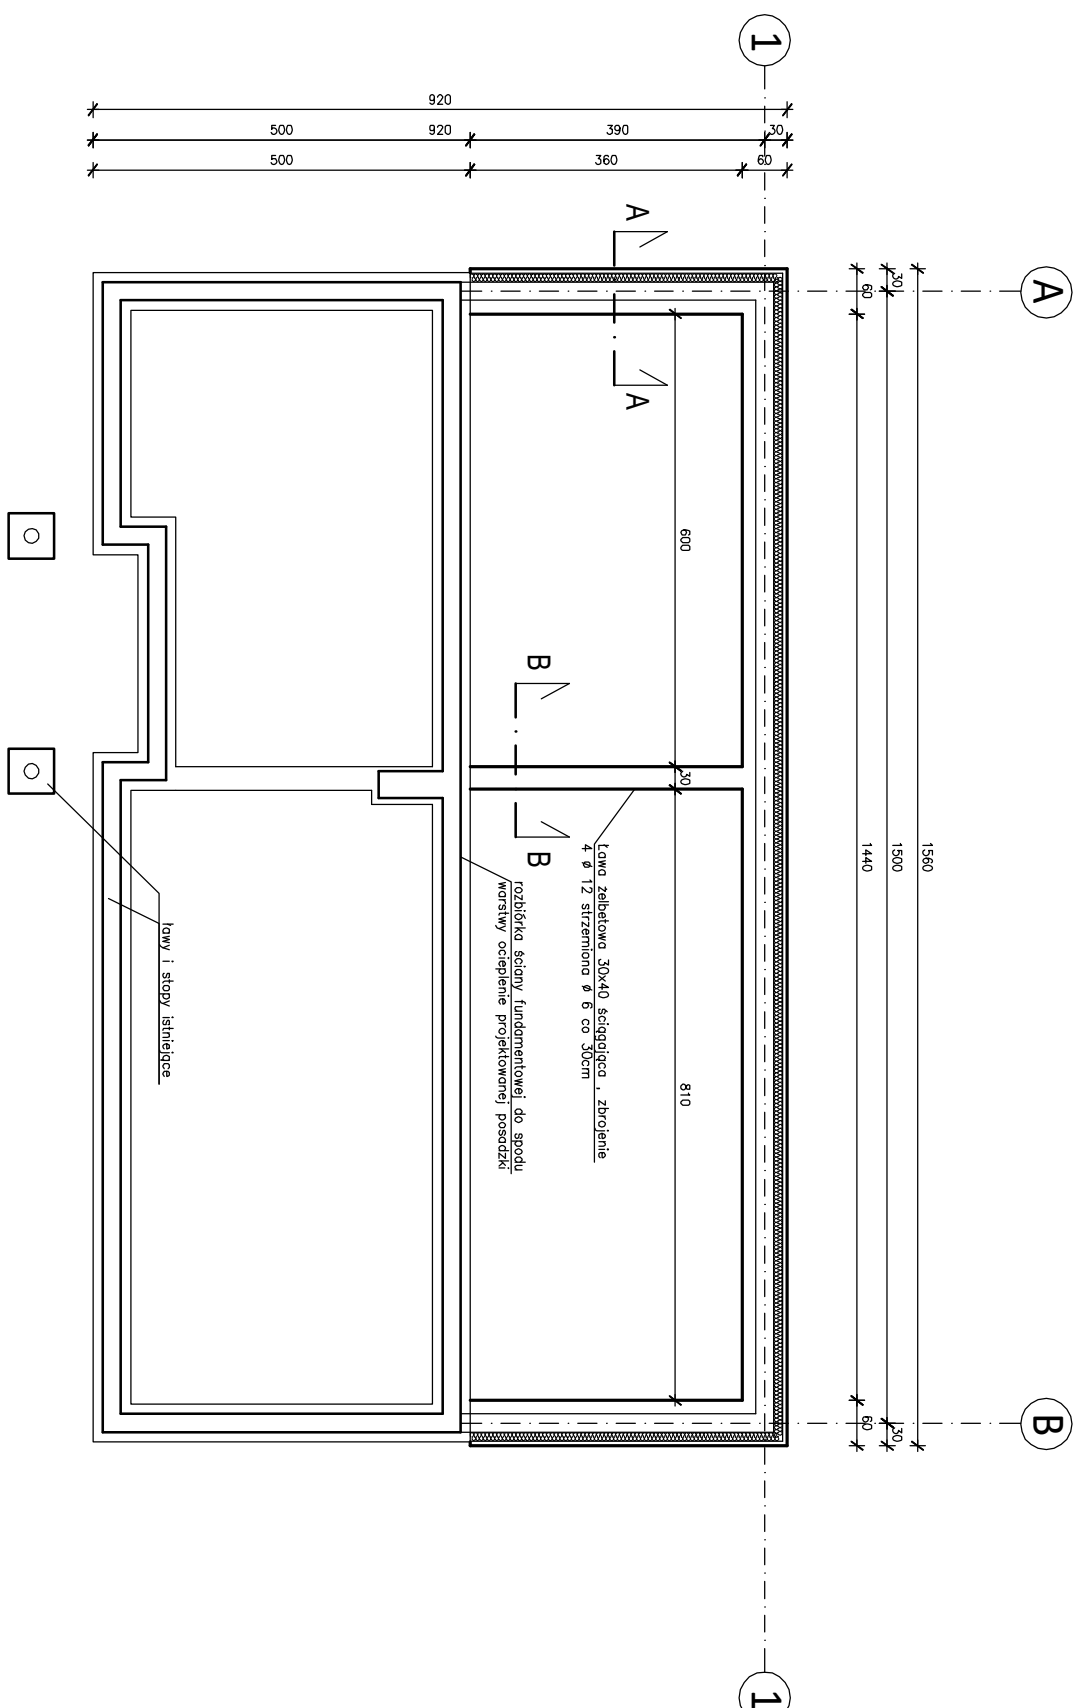 1
920
500
920
390
30
500
360
60
A
A
A
30
60
600
B
B
30
Ława żelbetowa 30x40 ściągająca , zbrojenie
4 ø 12 strzemiona ø 6 co 30cm
rozbiórka ściany fundamentowej do spodu
warstwy ocieplenie projektowanej posadzki
ławy i stopy istniejące
810
1440
1500
1560
60
30
B
1